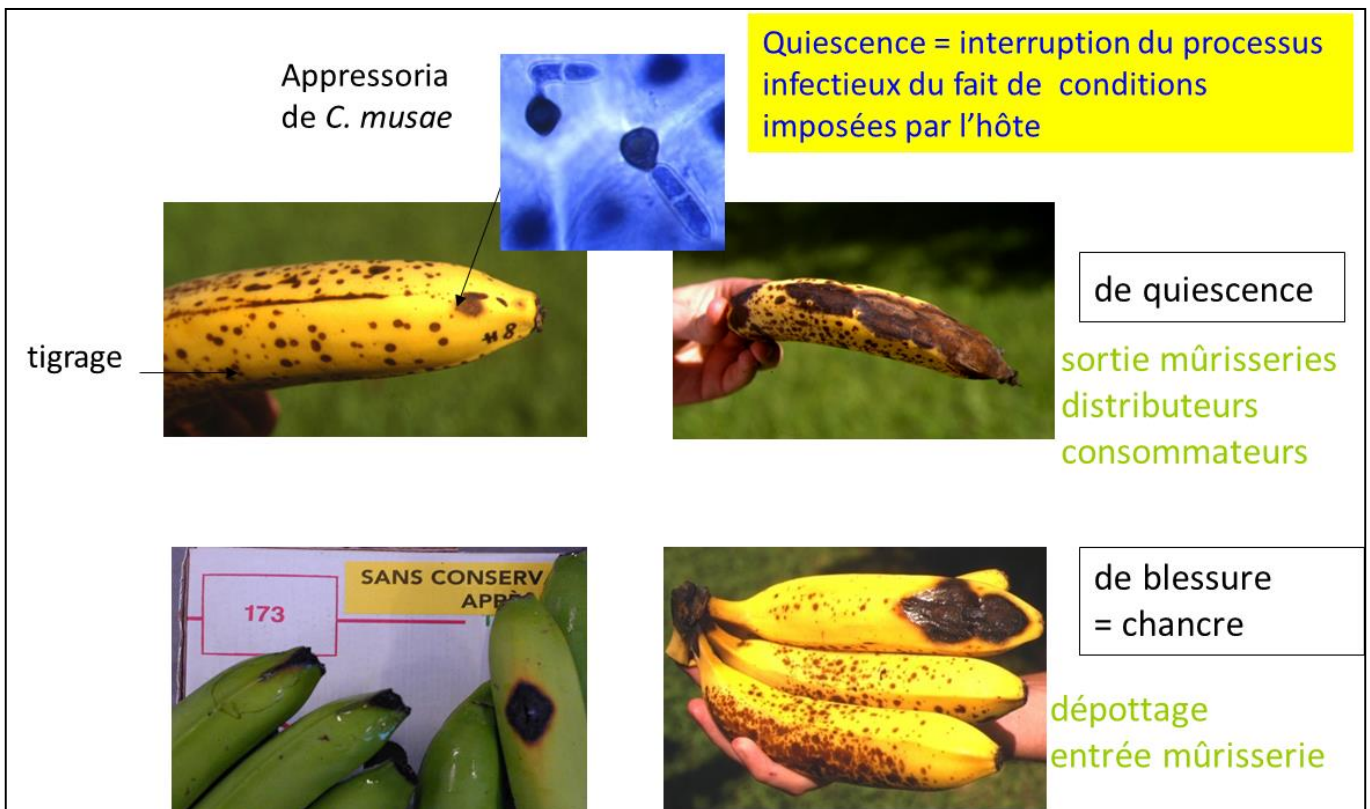 Quiescence = interruption du processus
infectieux du fait de conditions
imposées par l’hôte
Appressoria
de C. musae
tigrage
#8
de quiescence
sortie mûrisseries
distributeurs
consommateurs
SANS CONSERV
173
de blessure
= chancre
dépottage
entrée mûrisserie